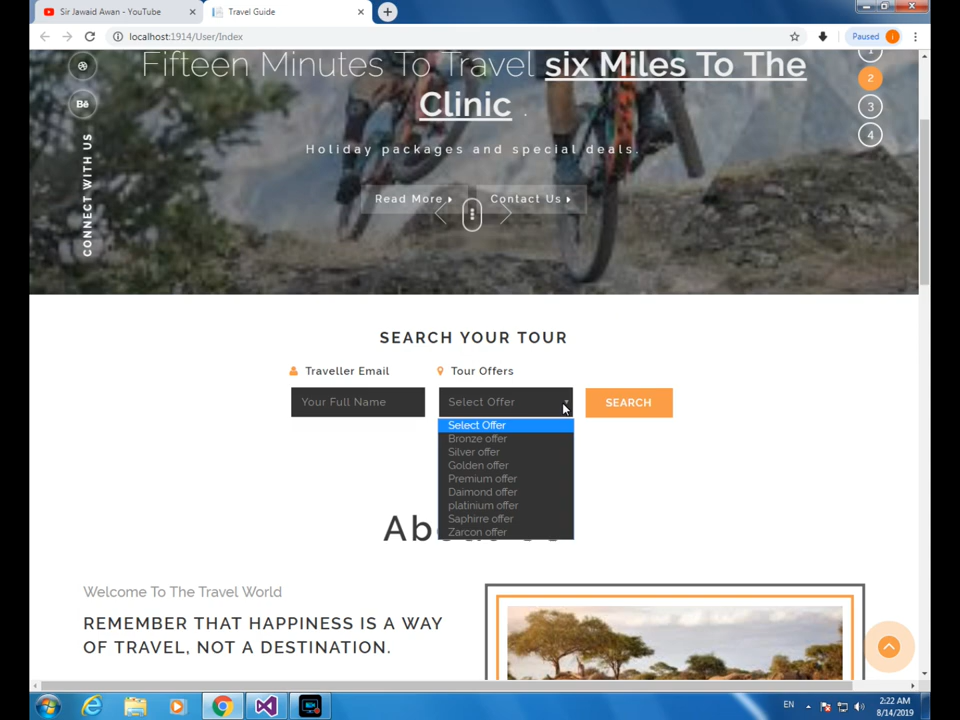 Sir Jawaid Awan - YouTube
Travel Guide
localhost:1914/User/Index
Paused
i
1
Fifteen Minutes To Travel six Miles To The
Clinic .
2
3
4
Bē
CONNECT WITH US
Holiday packages and special deals.
Read More
Contact Us
SEARCH YOUR TOUR
Traveller Email
Tour Offers
Your Full Name
Select Offer
SEARCH
Select Offer
Bronze offer
Silver offer
Golden offer
Premium offer
Daimond offer
platinium offer
Saphirre offer
Zarcon offer
Welcome To The Travel World
REMEMBER THAT HAPPINESS IS A WAY
OF TRAVEL, NOT A DESTINATION.
EN
2:22 AM
8/14/2019